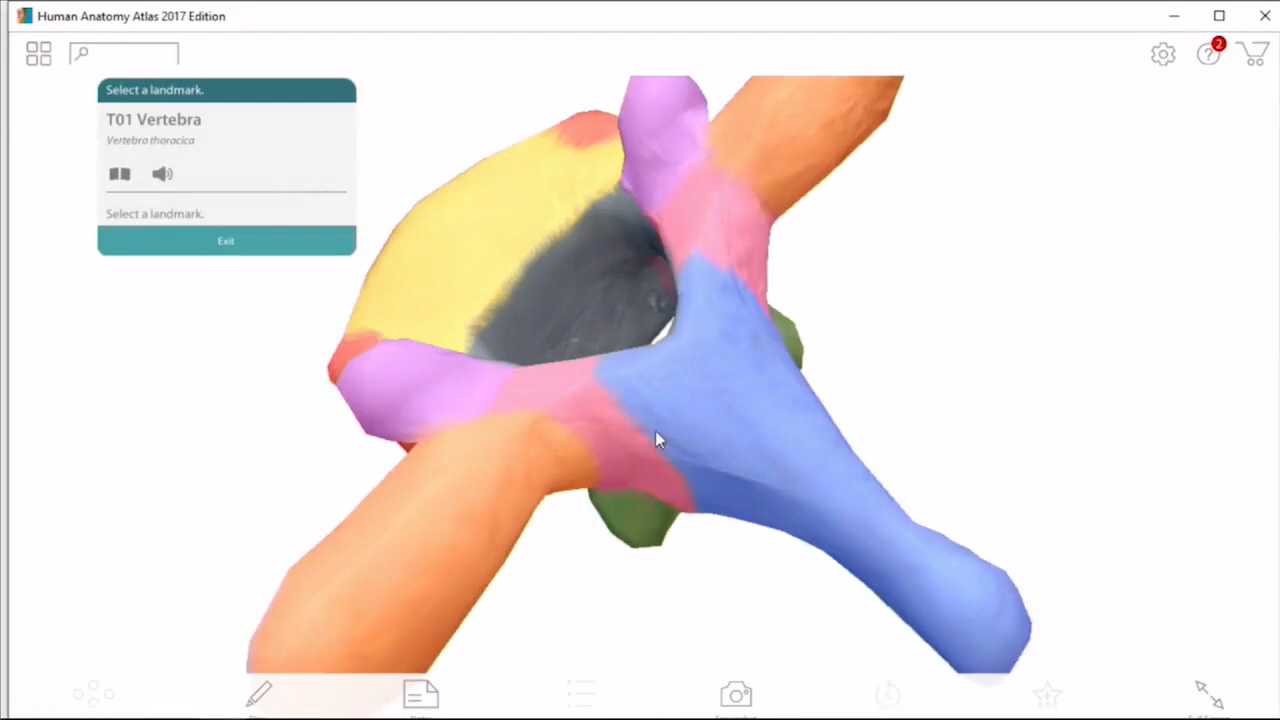 Human Anatomy Atlas 2017 Edition
2
Select a landmark.
T01 Vertebra
Vertebra thoracica
Select a landmark.
Exit